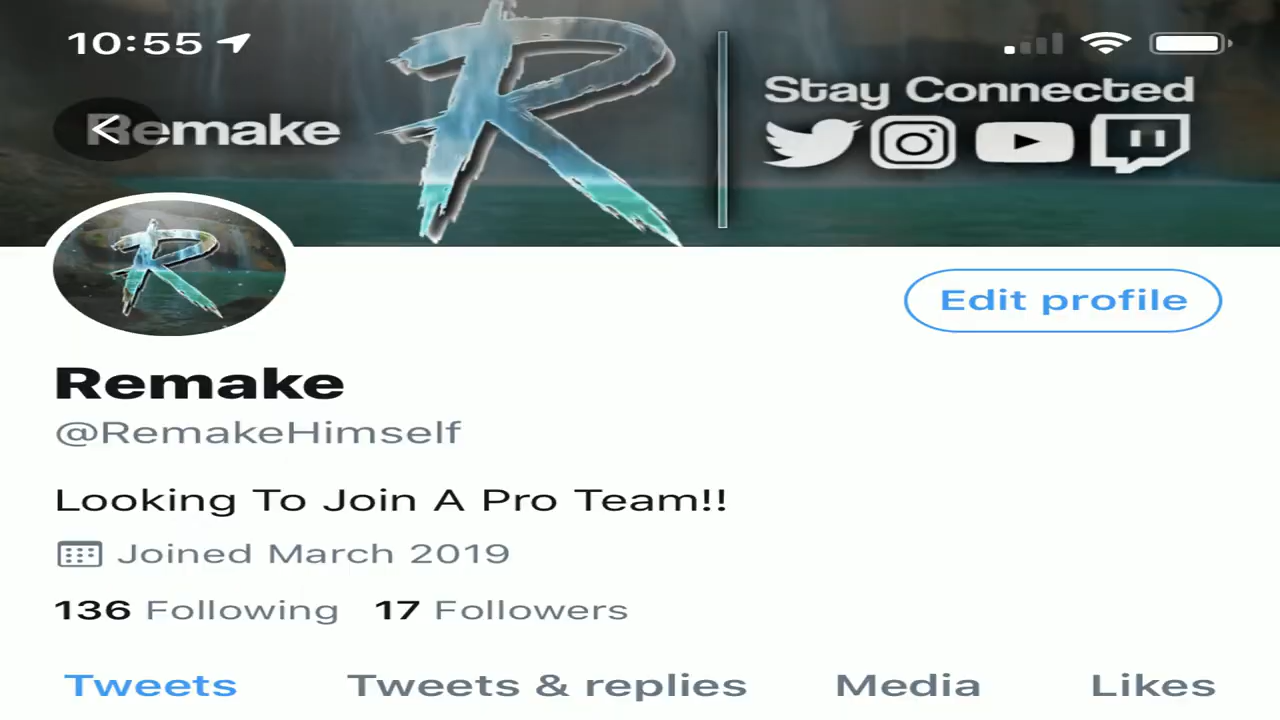 10:55
Stay Connected
Remake
R
R
Edit profile
Remake
@RemakeHimself
Looking To Join A Pro Team!!
Joined March 2019
136 Following 17 Followers
Tweets Tweets & replies Media Likes